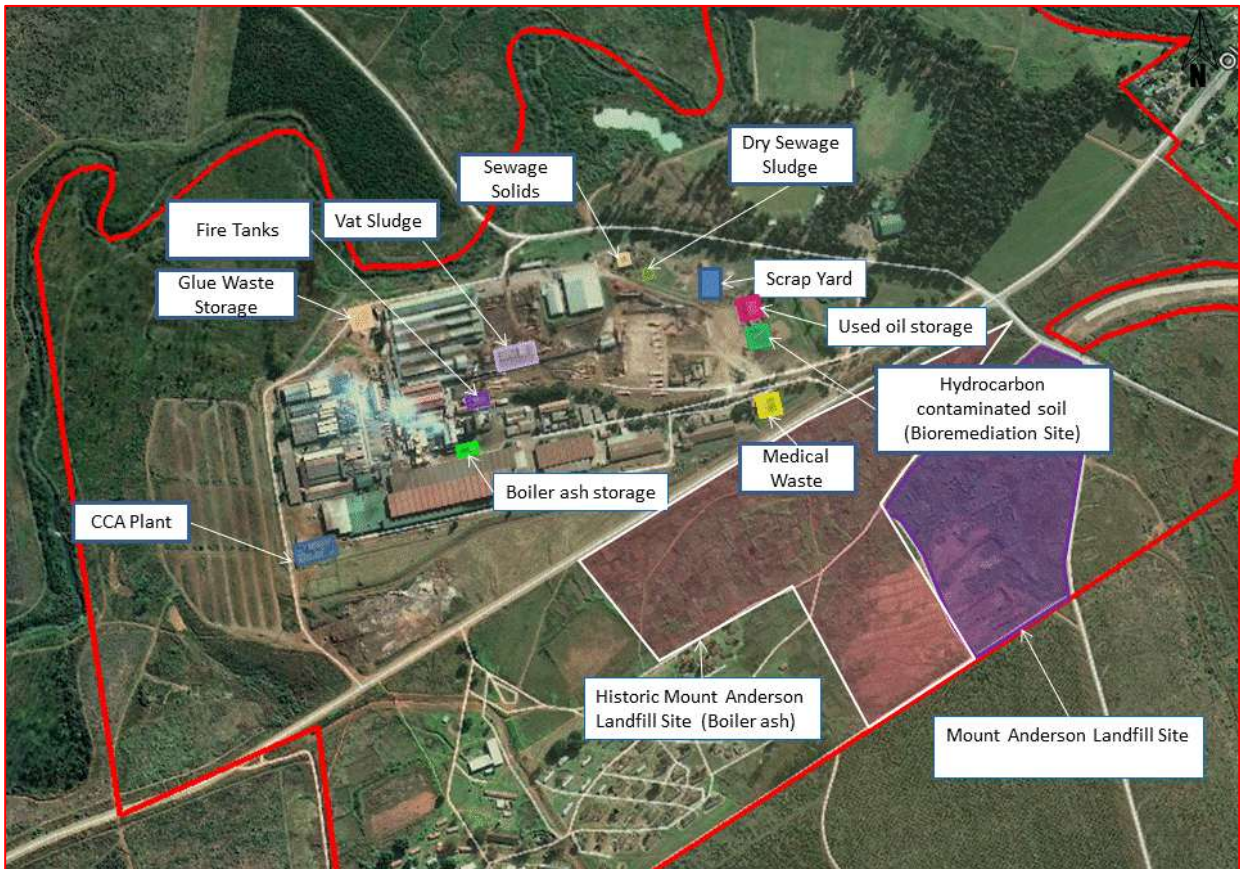 N
Dry Sewage
Sludge
Sewage
Solids
Vat Sludge
Fire Tanks
Glue Waste
Storage
Scrap Yard
Used oil storage
Hydrocarbon
contaminated soil
(Bioremediation Site)
Medical
Waste
Boiler ash storage
CCA Plant
Historic Mount Anderson
Landfill Site (Boiler ash)
Mount Anderson Landfill Site